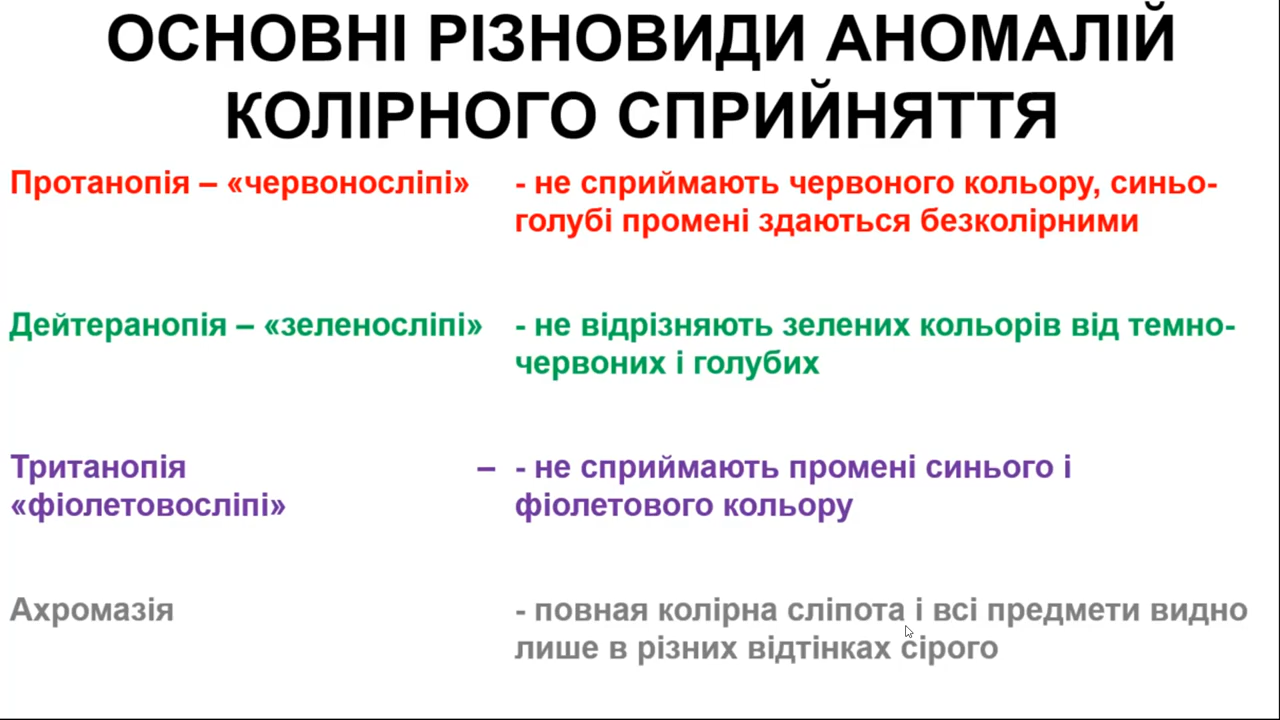 ОСНОВНІ РІЗНОВИДИ АНОМАЛІЙ
КОЛІРНОГО СПРИЙНЯТТЯ
Протанопія – «червоносліпі»
- не сприймають червоного кольору, синьо-
голубі промені здаються безколірними
Дейтеранопія – «зеленосліпі»
- не відрізняють зелених кольорів від темно-
червоних і голубих
Тританопія –
«фіолетовосліпі»
- не сприймають промені синього і
фіолетового кольору
Ахромазія
- повная колірна сліпота і всі предмети видно
лише в різних відтінках сірого